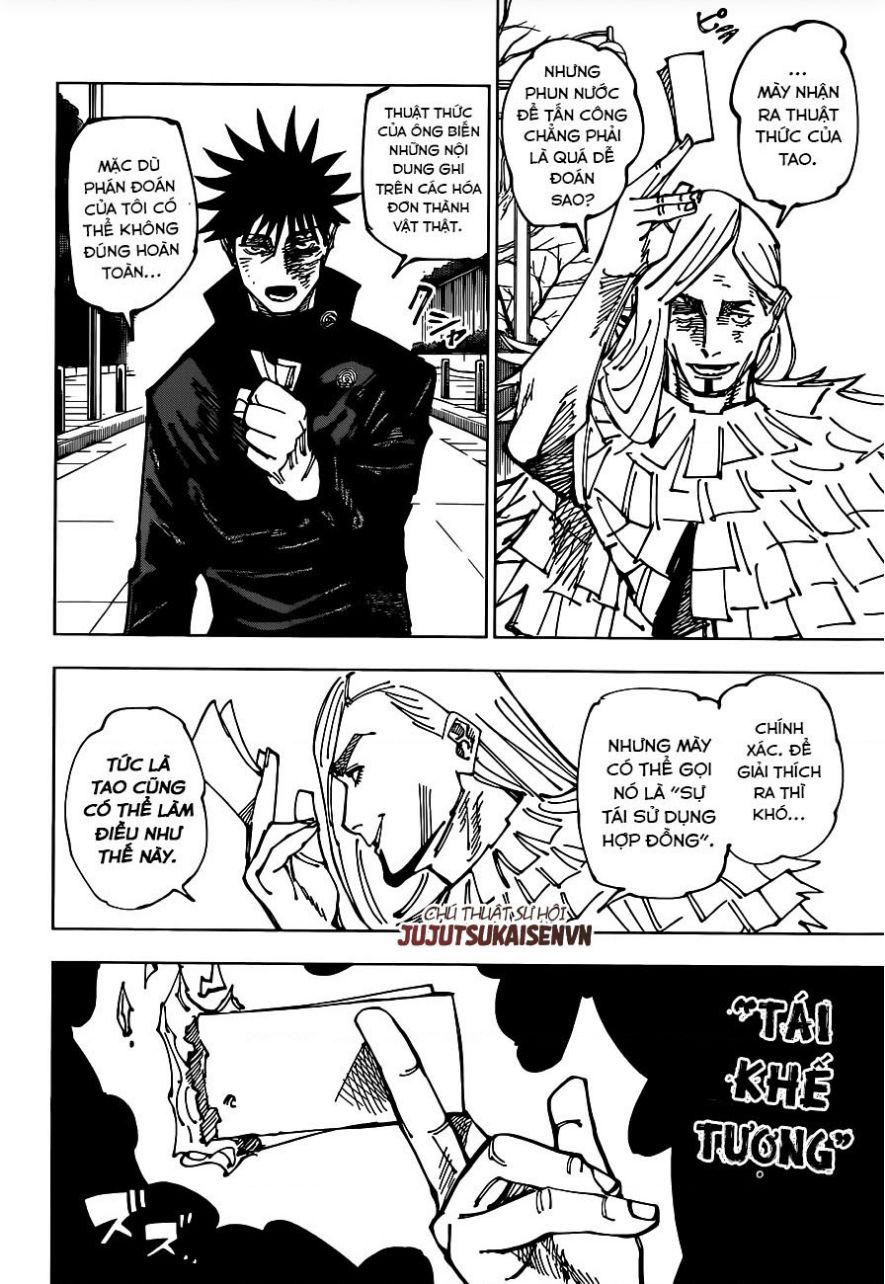 ...
MÀY NHẬN
RA THUẬT
THỨC CỦA
TAO.
NHƯNG
PHUN NƯỚC
ĐỂ TẤN CÔNG
CHẲNG PHẢI
LÀ QUÁ DỄ
ĐOÁN
SAO?
THUẬT THỨC
CỦA ÔNG BIẾN
NHỮNG NỘI
DUNG GHI
TRÊN CÁC HÓA
ĐƠN THÀNH
VẬT THẬT.
MẶC DÙ
PHÁN ĐOÁN
CỦA TÔI CÓ
THỂ KHÔNG
ĐÚNG HOÀN
TOÀN...
CHÍNH
XÁC. ĐỂ
GIẢI THÍCH
RA THÌ
KHÓ...
NHƯNG MÀY
CÓ THỂ GỌI
NÓ LÀ "SỰ
TÁI SỬ DỤNG
HỢP ĐỒNG".
TỨC LÀ
TAO CŨNG
CÓ THỂ LÀM
ĐIỀU NHƯ
THẾ NÀY.
CHÚ THUẬT SƯ HỒI
JUJUTSUKAISENVN
"TÁI
KHẾ
TƯỢNG"
ズズ